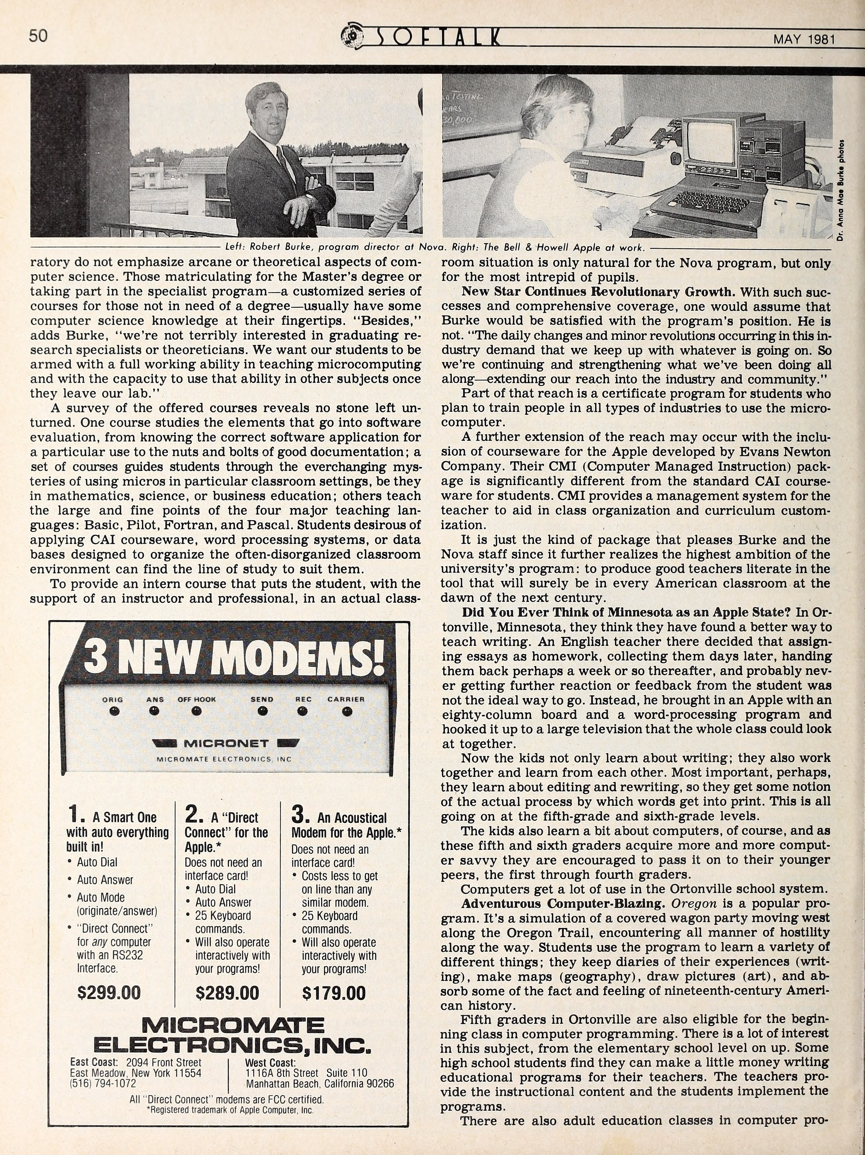 50
SOFTALK
MAY 1981
Dr. Anna Mae Burke photos
Left: Robert Burke, program director at Nova. Right: The Bell & Howell Apple at work.
ratory do not emphasize arcane or theoretical aspects of com-
puter science. Those matriculating for the Master's degree or
taking part in the specialist program—a customized series of
courses for those not in need of a degree—usually have some
computer science knowledge at their fingertips. "Besides,"
adds Burke, "we're not terribly interested in graduating re-
search specialists or theoreticians. We want our students to be
armed with a full working ability in teaching microcomputing
and with the capacity to use that ability in other subjects once
they leave our lab."
A survey of the offered courses reveals no stone left un-
turned. One course studies the elements that go into software
evaluation, from knowing the correct software application for
a particular use to the nuts and bolts of good documentation; a
set of courses guides students through the everchanging mys-
teries of using micros in particular classroom settings, be they
in mathematics, science, or business education; others teach
the large and fine points of the four major teaching lan-
guages: Basic, Pilot, Fortran, and Pascal. Students desirous of
applying CAI courseware, word processing systems, or data
bases designed to organize the often-disorganized classroom
environment can find the line of study to suit them.
To provide an intern course that puts the student, with the
support of an instructor and professional, in an actual class-
room situation is only natural for the Nova program, but only
for the most intrepid of pupils.
New Star Continues Revolutionary Growth. With such suc-
cesses and comprehensive coverage, one would assume that
Burke would be satisfied with the program's position. He is
not. "The daily changes and minor revolutions occurring in this in-
dustry demand that we keep up with whatever is going on. So
we're continuing and strengthening what we've been doing all
along—extending our reach into the industry and community."
Part of that reach is a certificate program for students who
plan to train people in all types of industries to use the micro-
computer.
A further extension of the reach may occur with the inclu-
sion of courseware for the Apple developed by Evans Newton
Company. Their CMI (Computer Managed Instruction) pack-
age is significantly different from the standard CAI course-
ware for students. CMI provides a management system for the
teacher to aid in class organization and curriculum custom-
ization.
It is just the kind of package that pleases Burke and the
Nova staff since it further realizes the highest ambition of the
university's program: to produce good teachers literate in the
tool that will surely be in every American classroom at the
dawn of the next century.
Did You Ever Think of Minnesota as an Apple State? In Or-
tonville, Minnesota, they think they have found a better way to
teach writing. An English teacher there decided that assign-
ing essays as homework, collecting them days later, handing
them back perhaps a week or so thereafter, and probably nev-
er getting further reaction or feedback from the student was
not the ideal way to go. Instead, he brought in an Apple with an
eighty-column board and a word-processing program and
hooked it up to a large television that the whole class could look
at together.
Now the kids not only learn about writing; they also work
together and learn from each other. Most important, perhaps,
they learn about editing and rewriting, so they get some notion
of the actual process by which words get into print. This is all
going on at the fifth-grade and sixth-grade levels.
The kids also learn a bit about computers, of course, and as
these fifth and sixth graders acquire more and more comput-
er savvy they are encouraged to pass it on to their younger
peers, the first through fourth graders.
Computers get a lot of use in the Ortonville school system.
Adventurous Computer-Blazing. Oregon is a popular pro-
gram. It's a simulation of a covered wagon party moving west
along the Oregon Trail, encountering all manner of hostility
along the way. Students use the program to learn a variety of
different things; they keep diaries of their experiences (writ-
ing), make maps (geography), draw pictures (art), and ab-
sorb some of the fact and feeling of nineteenth-century Ameri-
can history.
Fifth graders in Ortonville are also eligible for the begin-
ning class in computer programming. There is a lot of interest
in this subject, from the elementary school level on up. Some
high school students find they can make a little money writing
educational programs for their teachers. The teachers pro-
vide the instructional content and the students implement the
programs.
There are also adult education classes in computer pro-
3 NEW MODEMS!
ORIG ANS OFF HOOK SEND REC CARRIER
MICRONET
MICROMATE ELECTRONICS, INC
1. A Smart One
with auto everything
built in!
• Auto Dial
• Auto Answer
• Auto Mode
(originate/answer)
• "Direct Connect"
for any computer
with an RS232
Interface.
$299.00
2. A "Direct
Connect" for the
Apple.*
Does not need an
interface card!
• Auto Dial
• Auto Answer
• 25 Keyboard
commands.
• Will also operate
interactively with
your programs!
$289.00
3. An Acoustical
Modem for the Apple.*
Does not need an
interface card!
• Costs less to get
on line than any
similar modem.
• 25 Keyboard
commands.
• Will also operate
interactively with
your programs!
$179.00
MICROMATE
ELECTRONICS, INC.
East Coast: 2094 Front Street
East Meadow, New York 11554
(516) 794-1072
West Coast:
1116A 8th Street Suite 110
Manhattan Beach, California 90266
All "Direct Connect" modems are FCC certified.
*Registered trademark of Apple Computer, Inc.